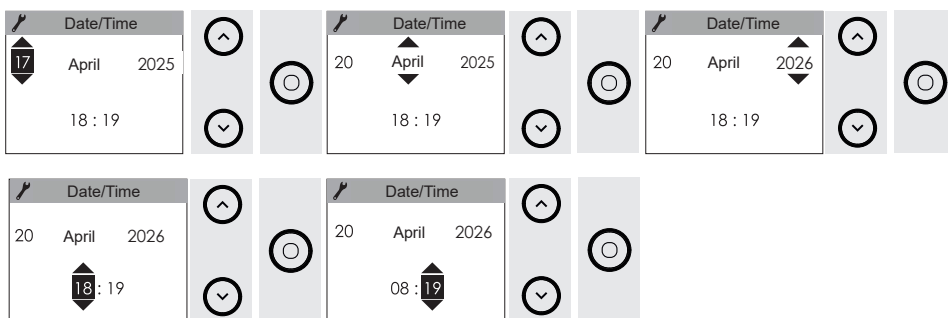 Date/Time
17 April 2025
18 : 19
Date/Time
20 April 2025
18 : 19
Date/Time
20 April 2026
18 : 19
Date/Time
20 April 2026
18 : 19
Date/Time
20 April 2026
08 : 19